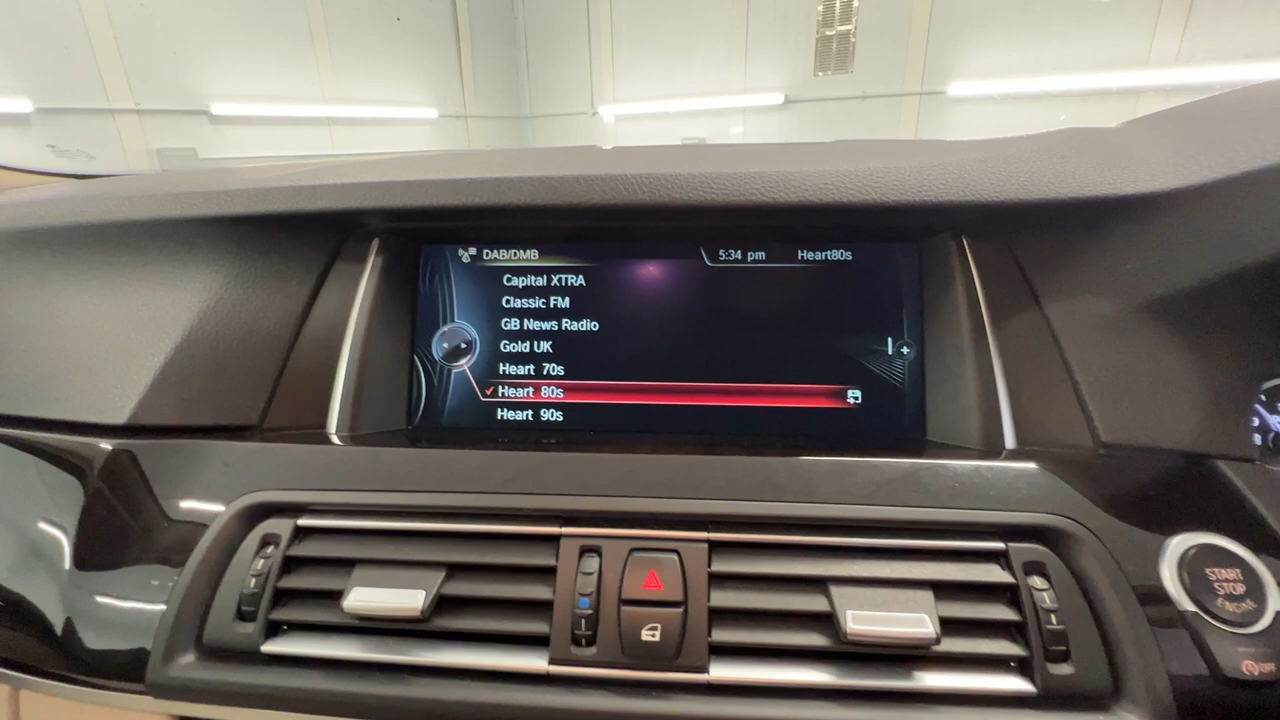 DAB/DMB
5:34 pm
Heart80s
Capital XTRA
Classic FM
GB News Radio
Gold UK
Heart 70s
Heart 80s
Heart 90s
START
STOP
ENGINE
OFF